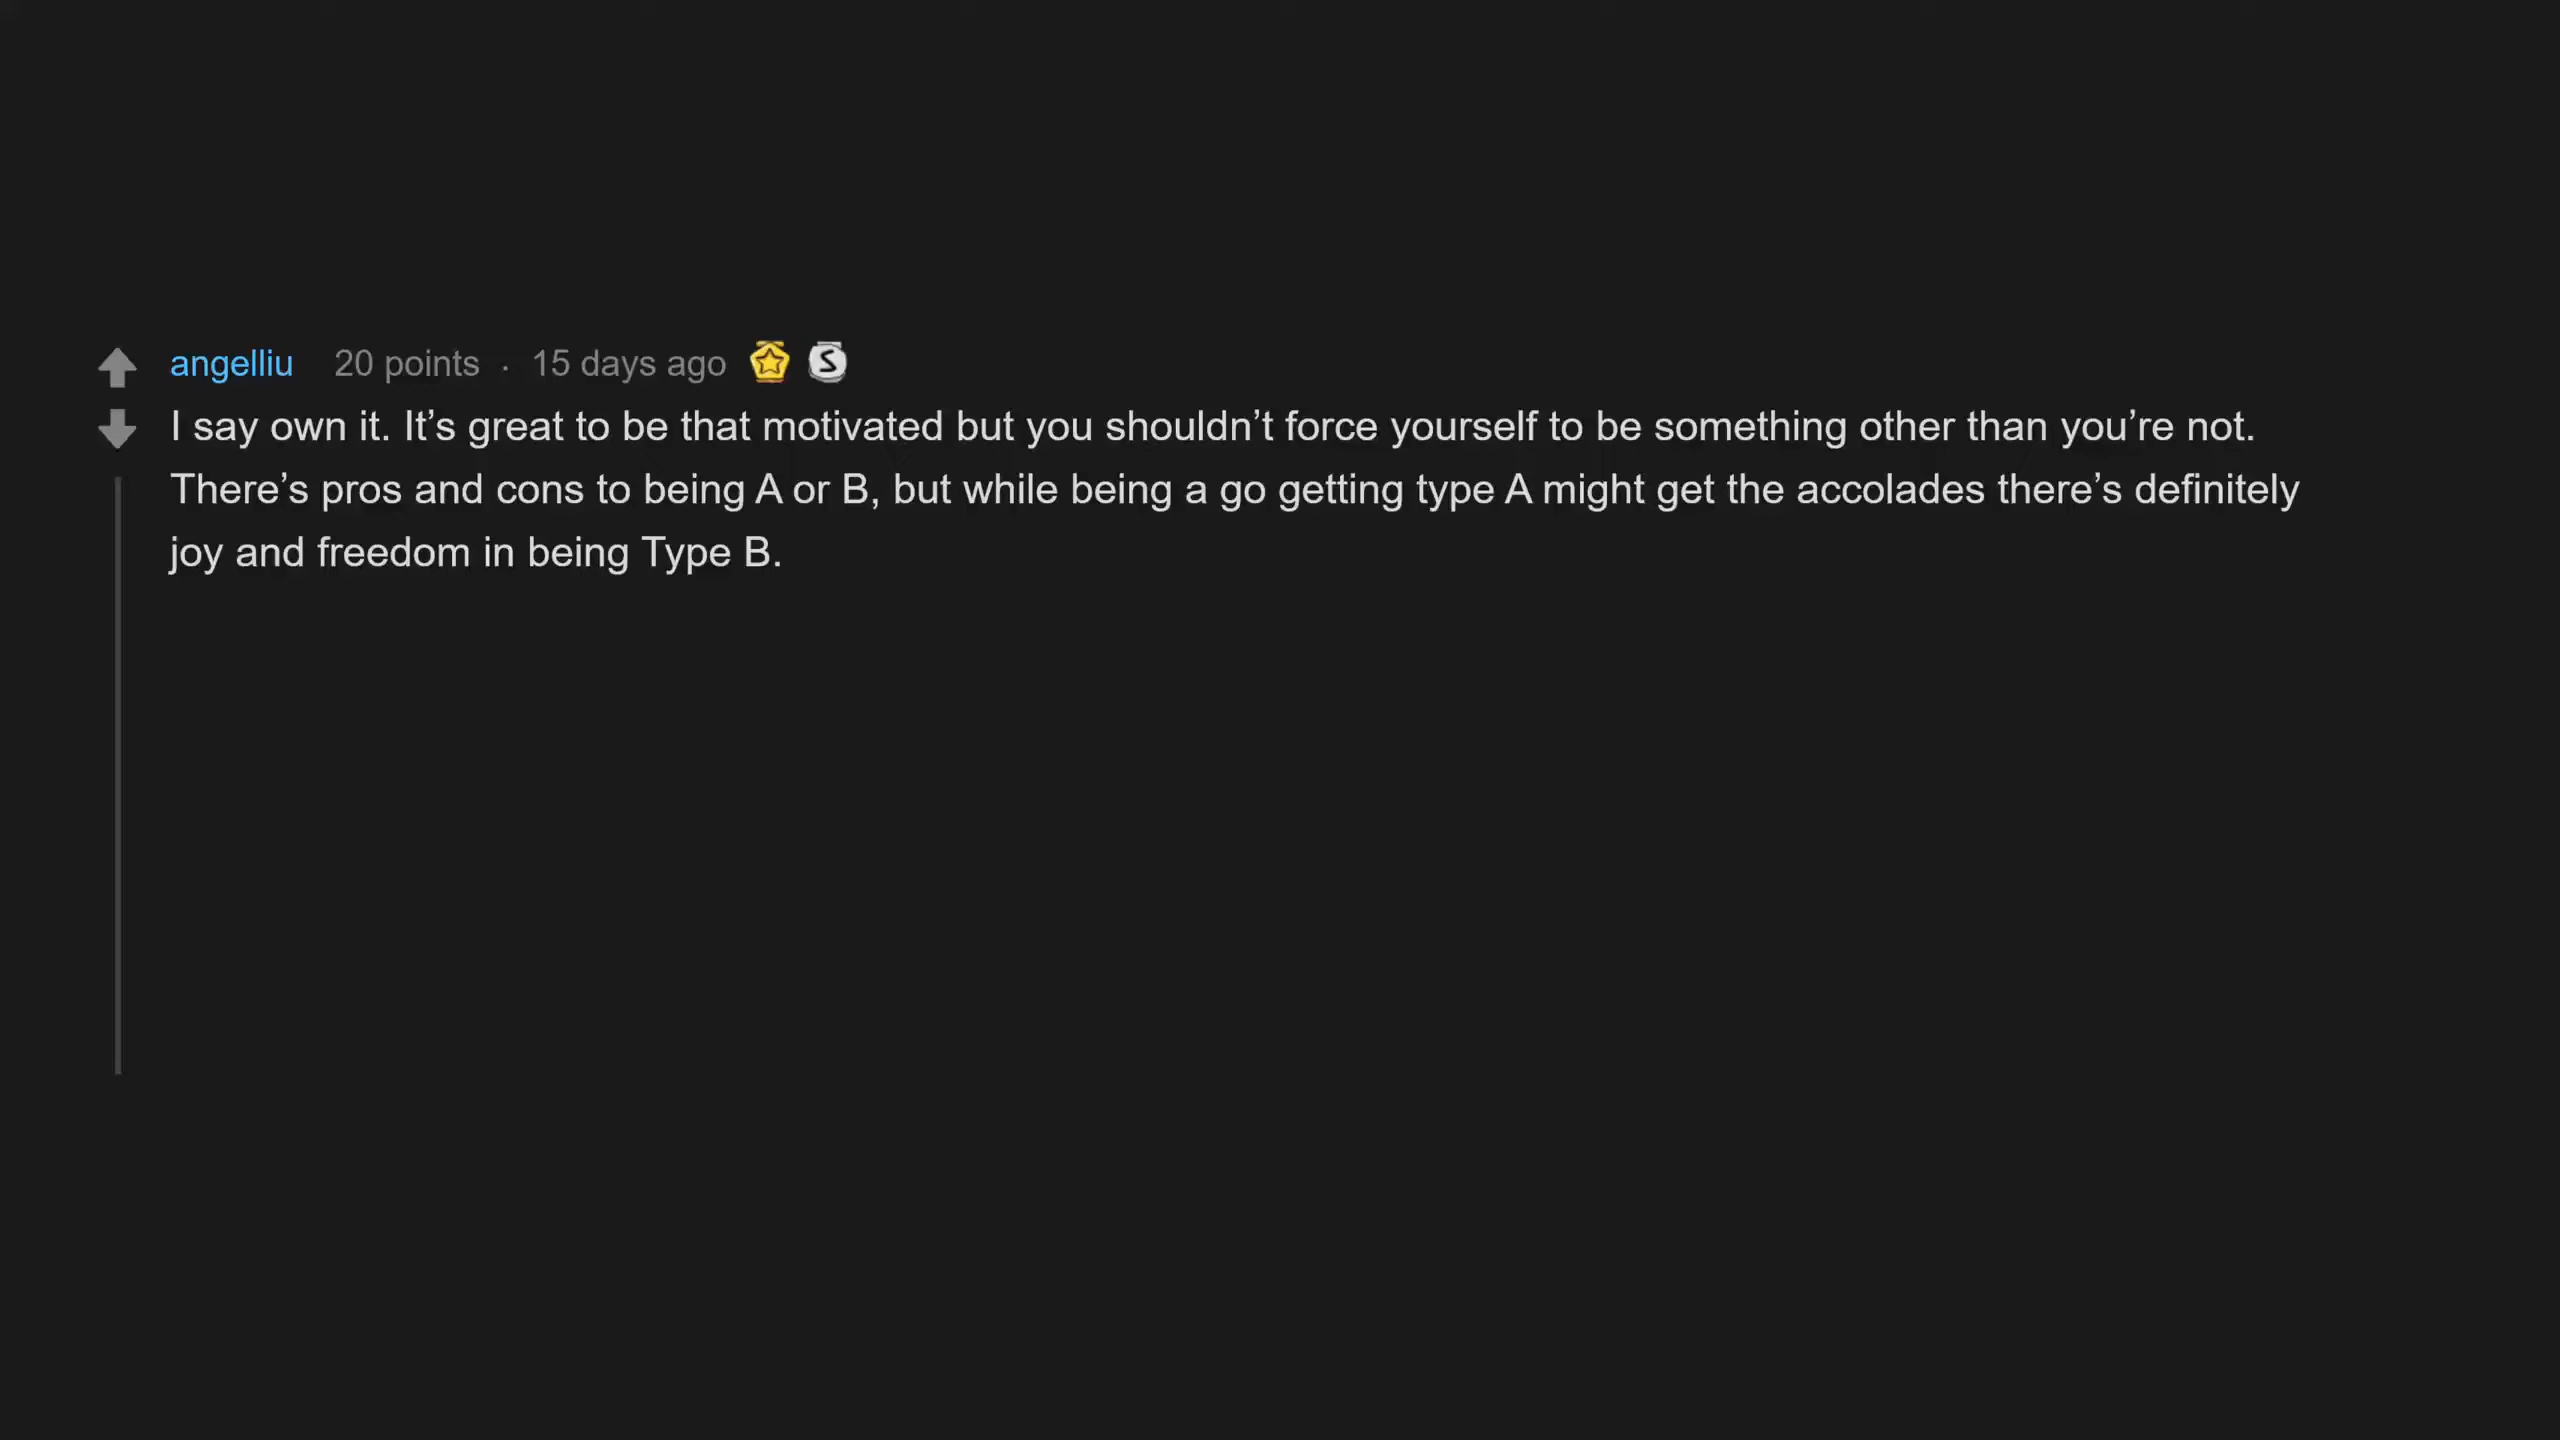 angelliu 20 points · 15 days ago S
I say own it. It’s great to be that motivated but you shouldn’t force yourself to be something other than you’re not.
There’s pros and cons to being A or B, but while being a go getting type A might get the accolades there’s definitely
joy and freedom in being Type B.